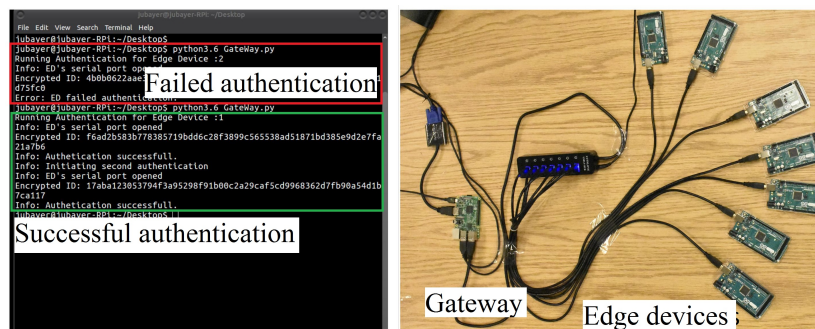 jubayer@jubayer-RPi: ~/Desktop
File Edit View Search Terminal Help
jubayer@jubayer-RPi:~/Desktop$
jubayer@jubayer-RPi:~/Desktop$ python3.6 GateWay.py
Running Authentication for Edge Device :2
Info: ED's serial port opened
Encrypted ID: 4b0b0622aae
d75fc0
Error: ED failed authentication.
Failed authentication
jubayer@jubayer-RPi:~/Desktop$ python3.6 GateWay.py
Running Authentication for Edge Device :1
Info: ED's serial port opened
Encrypted ID: f6ad2b583b778385719bdd6c28f3899c565538ad51871bd385e9d2e7fa
21a7b6
Info: Authetication successfull.
Info: Initiating second authentication
Info: ED's serial port opened
Encrypted ID: 17aba123053794f3a95298f91b00c2a29caf5cd9968362d7fb90a54d1b
7ca117
Info: Authetication successfull.
jubayer@jubayer-RPi:~/Desktop$
Successful authentication
Gateway
Edge devices